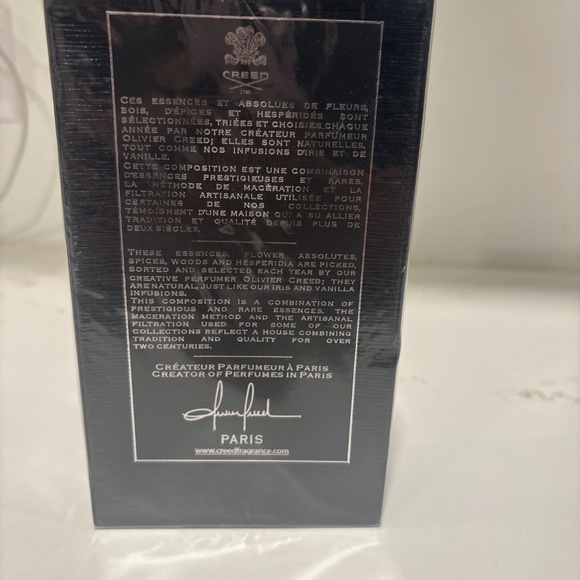 CREED
1760
CES ESSENCES ET ABSOLUES DE FLEURS,
BOIS, D'ÉPICES ET HESPÉRIDÉS SONT
SÉLECTIONNÉES, TRIÉES ET CHOISIES CHAQUE
ANNÉE PAR NOTRE CRÉATEUR PARFUMEUR
OLIVIER CREED; ELLES SONT NATURELLES,
TOUT COMME NOS INFUSIONS D'IRIS ET DE
VANILLE.
CETTE COMPOSITION EST UNE COMBINAISON
D'ESSENCES PRESTIGIEUSES ET RARES.
LA MÉTHODE DE MACÉRATION ET LA
FILTRATION ARTISANALE UTILISÉE POUR
CERTAINES DE NOS COLLECTIONS,
TÉMOIGNENT D'UNE MAISON QUI A SU ALLIER
TRADITION ET QUALITÉ DEPUIS PLUS DE
DEUX SIÈCLES.
THESE ESSENCES, FLOWER ABSOLUTES,
SPICES, WOODS AND HESPERIDIA ARE PICKED,
SORTED AND SELECTED EACH YEAR BY OUR
CREATIVE PERFUMER OLIVIER CREED; THEY
ARE NATURAL, JUST LIKE OUR IRIS AND VANILLA
INFUSIONS.
THIS COMPOSITION IS A COMBINATION OF
PRESTIGIOUS AND RARE ESSENCES. THE
MACERATION METHOD AND THE ARTISANAL
FILTRATION USED FOR SOME OF OUR
COLLECTIONS REFLECT A HOUSE COMBINING
TRADITION AND QUALITY FOR OVER
TWO CENTURIES.
CRÉATEUR PARFUMEUR À PARIS
CREATOR OF PERFUMES IN PARIS
PARIS
www.creedfragrance.com